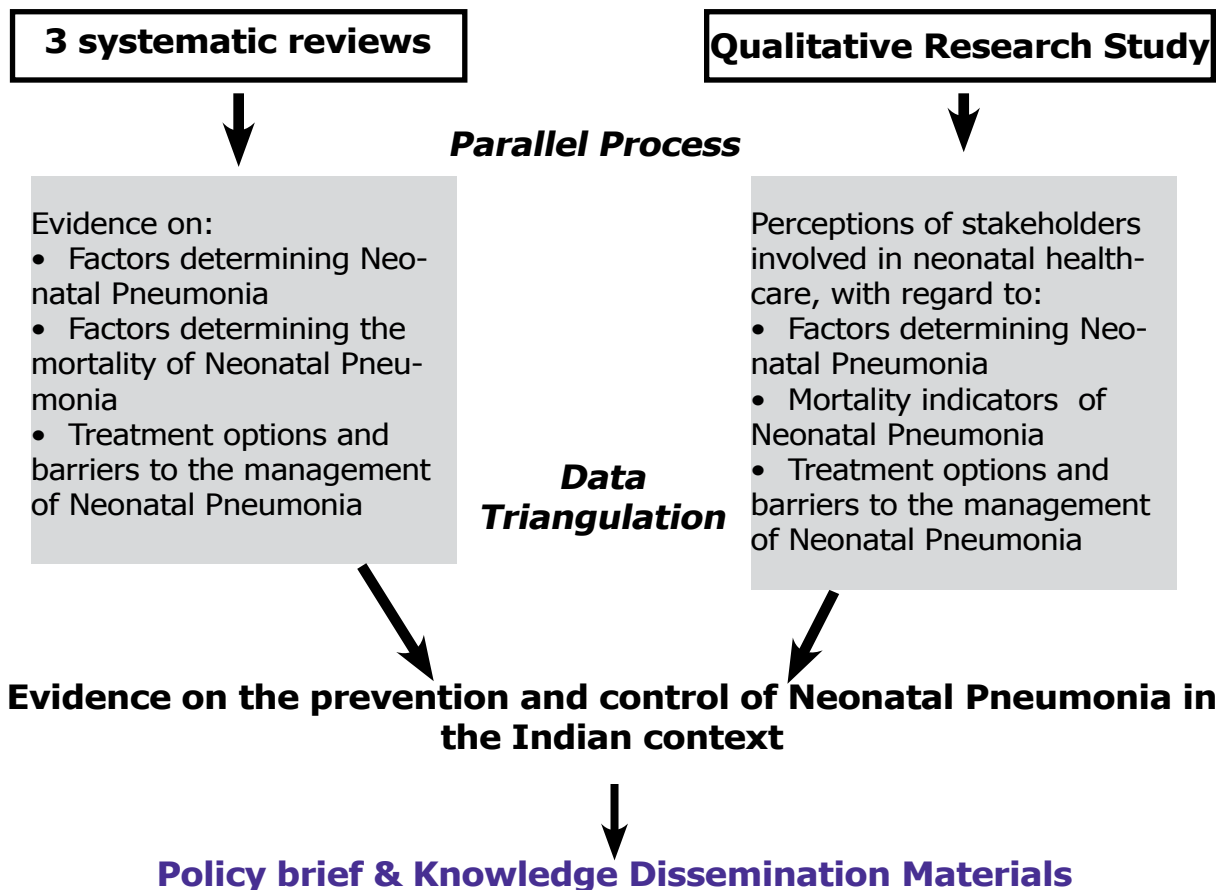 3 systematic reviews
Qualitative Research Study
Parallel Process
Evidence on:
• Factors determining Neo-
natal Pneumonia
• Factors determining the
mortality of Neonatal Pneu-
monia
• Treatment options and
barriers to the management
of Neonatal Pneumonia
Perceptions of stakeholders
involved in neonatal health-
care, with regard to:
• Factors determining Neo-
natal Pneumonia
• Mortality indicators of
Neonatal Pneumonia
• Treatment options and
barriers to the management
of Neonatal Pneumonia
Data
Triangulation
Evidence on the prevention and control of Neonatal Pneumonia in
the Indian context
Policy brief & Knowledge Dissemination Materials